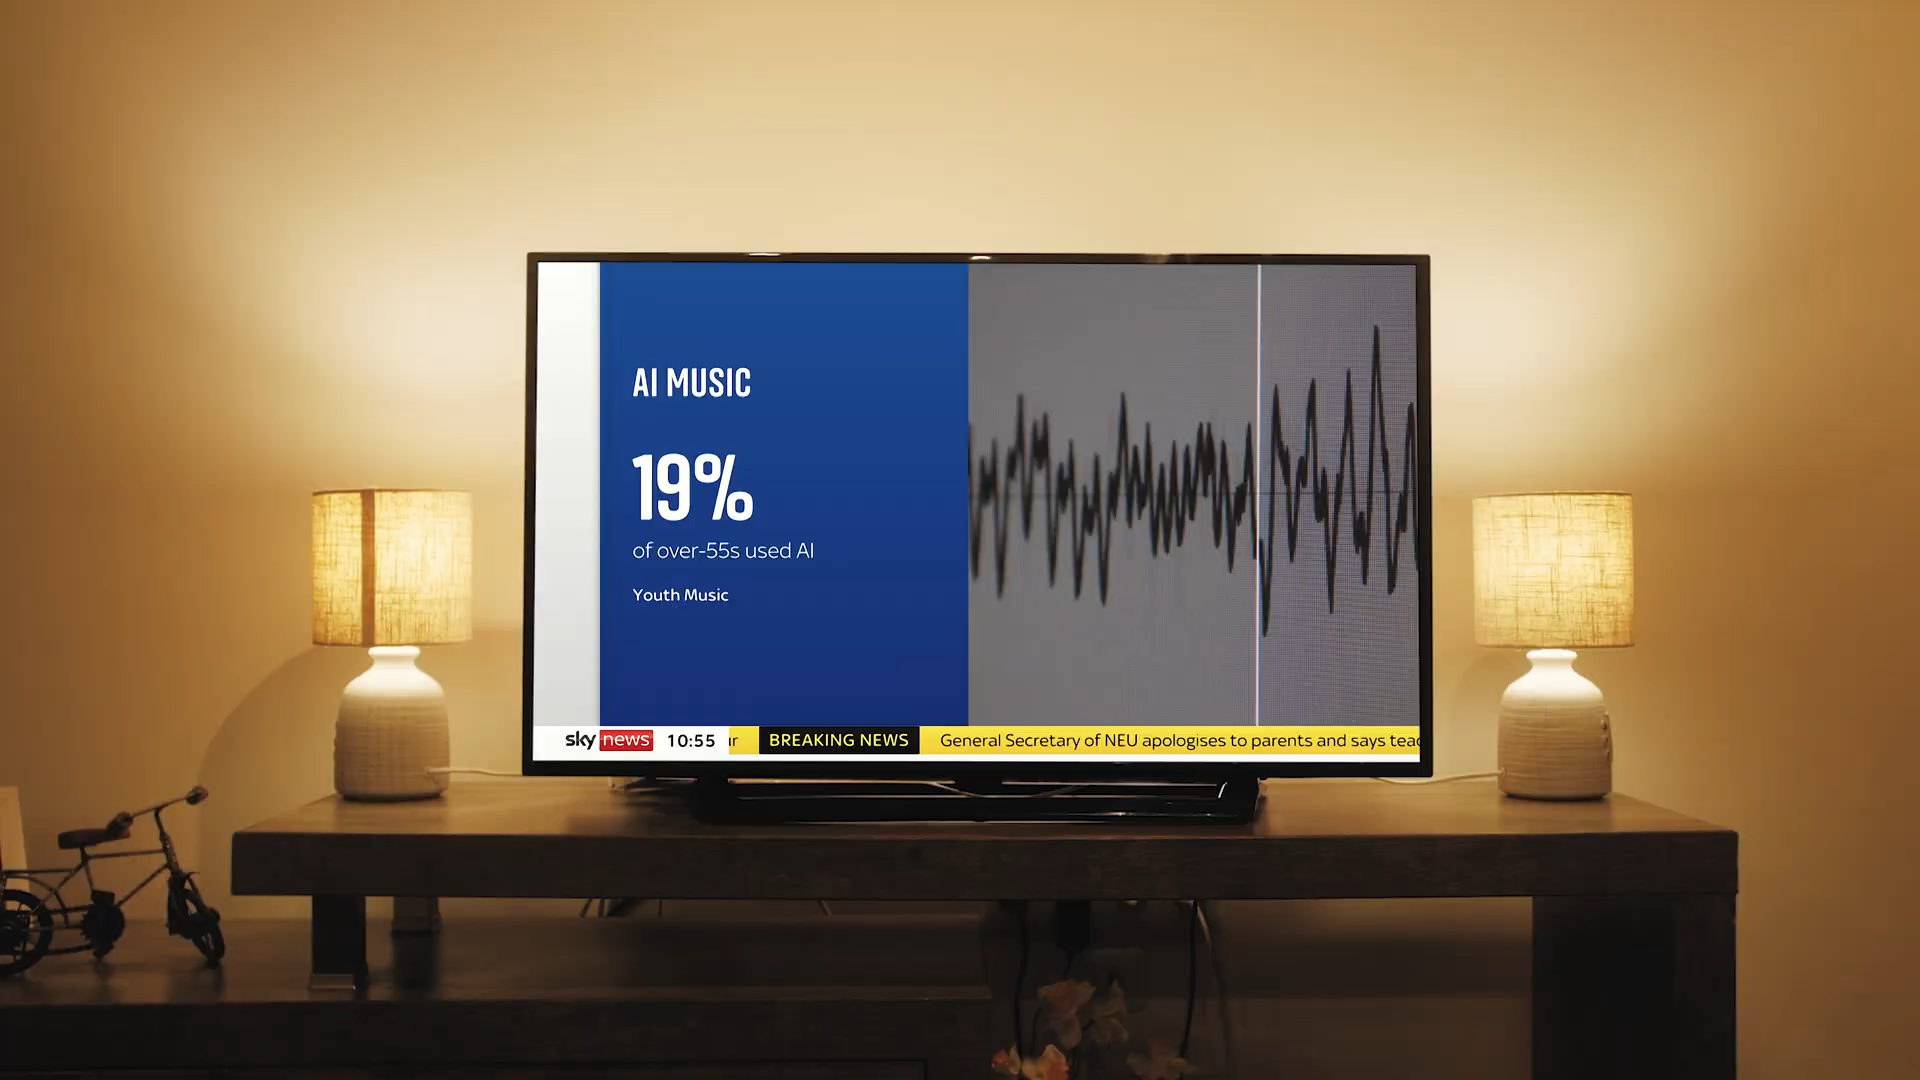 AI MUSIC
19%
of over-55s used AI
Youth Music
sky news 10:55 BREAKING NEWS General Secretary of NEU apologises to parents and says